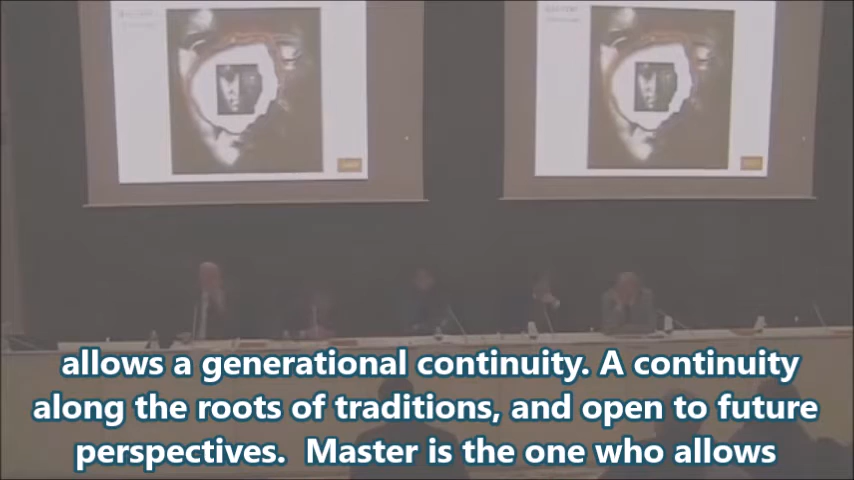 allows a generational continuity. A continuity
along the roots of traditions, and open to future
perspectives.  Master is the one who allows